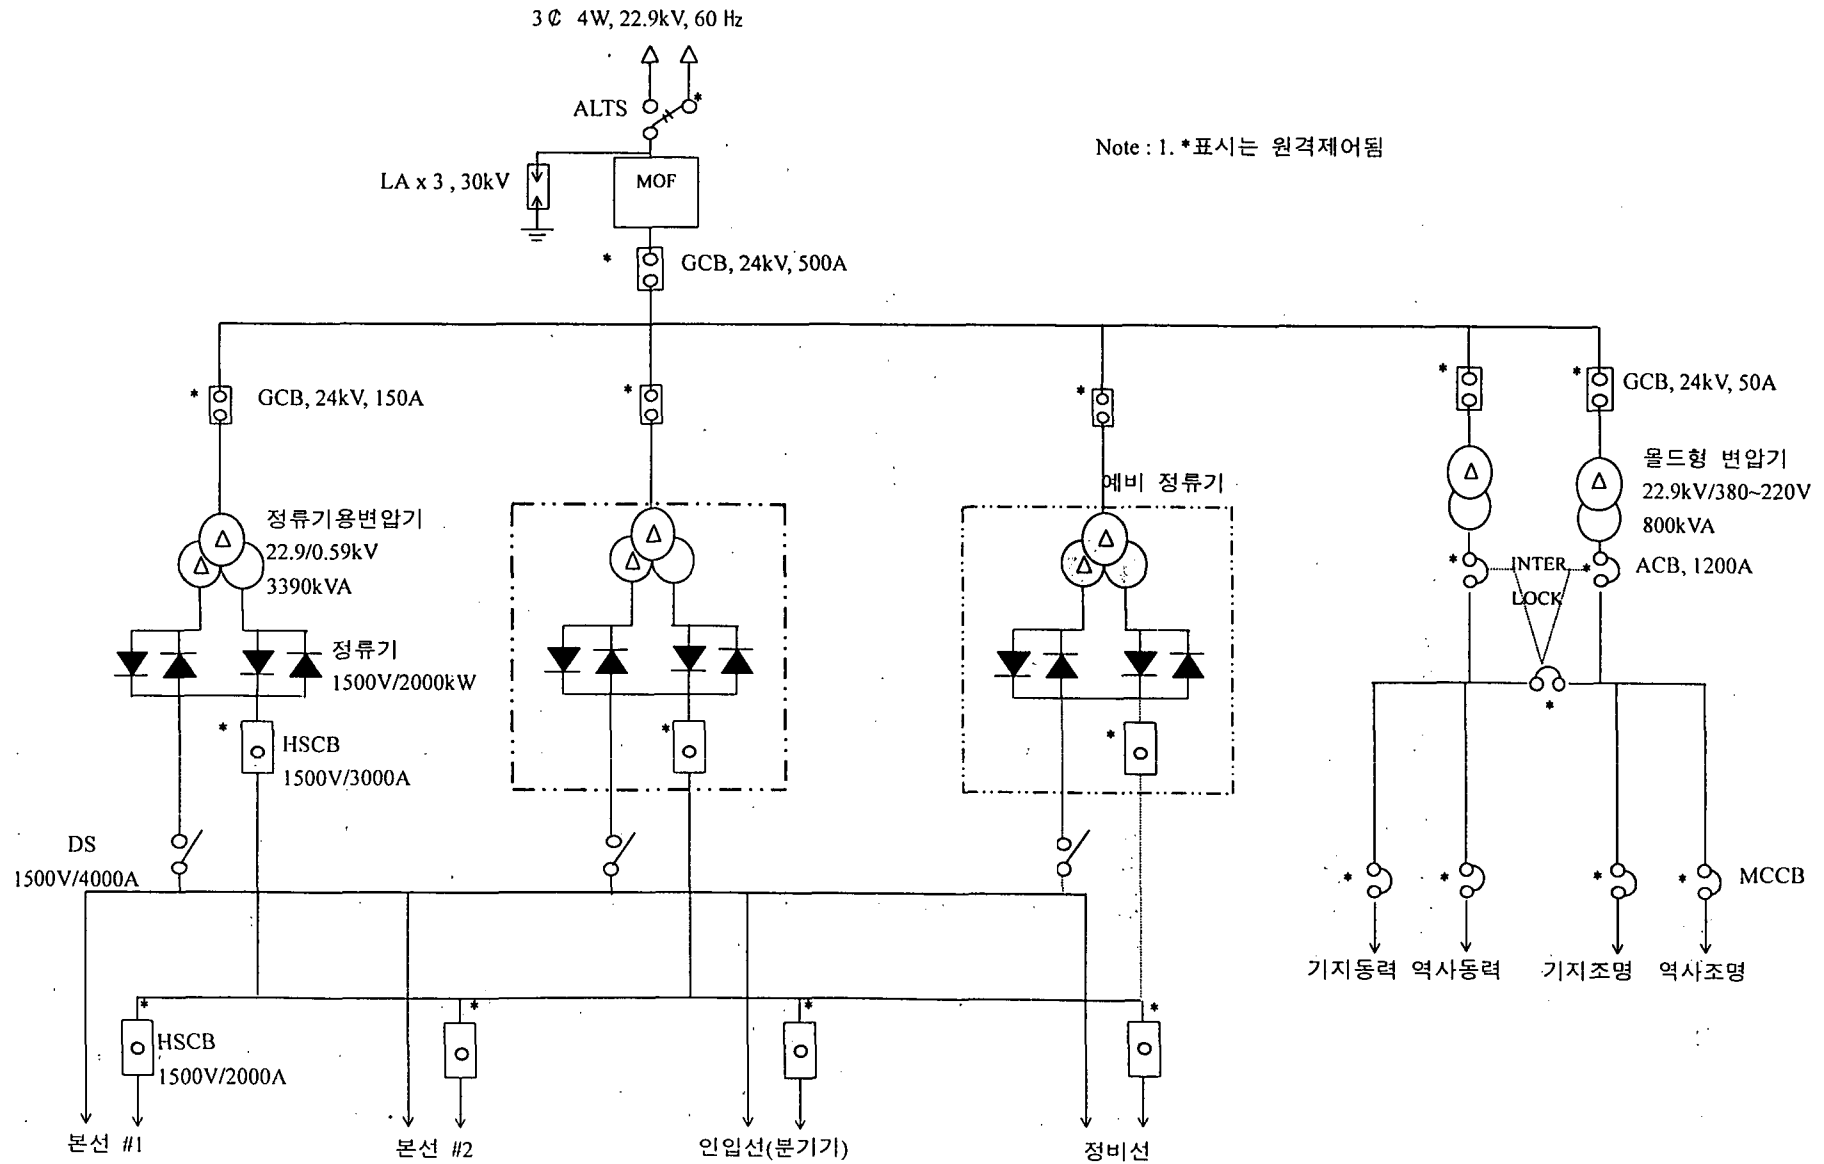 3 ₵ 4W, 22.9kV, 60 Hz
ALTS
*
Note : 1. *표시는 원격제어됨
LA x 3 , 30kV
MOF
*
GCB, 24kV, 500A
*
GCB, 24kV, 150A
*
*
*
*
GCB, 24kV, 50A
예비 정류기
몰드형 변압기
22.9kV/380~220V
800kVA
정류기용변압기
22.9/0.59kV
3390kVA
*
INTER
LOCK
*
ACB, 1200A
정류기
1500V/2000kW
*
*
HSCB
1500V/3000A
*
*
DS
1500V/4000A
*
*
*
*
MCCB
기지동력
역사동력
기지조명
역사조명
*
*
*
*
HSCB
1500V/2000A
본선 #1
본선 #2
인입선(분기기)
정비선